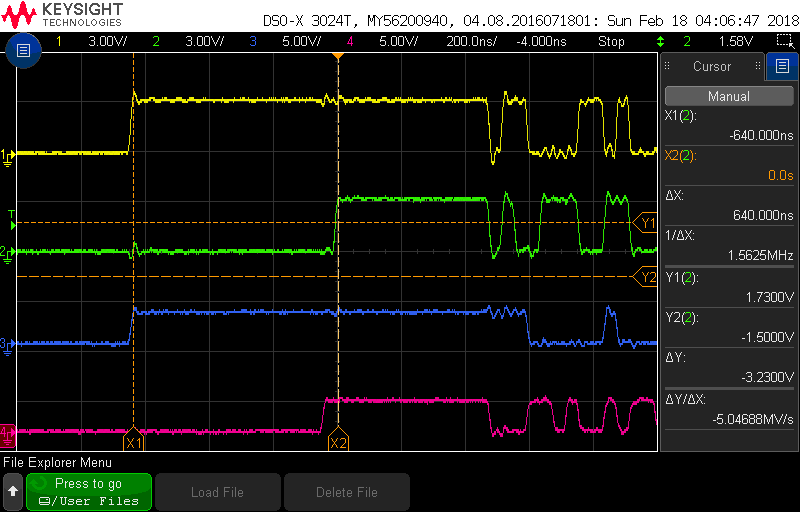 KEYSIGHT
TECHNOLOGIES
DSO-X 3024T, MY56200940, 04.08.2016071801: Sun Feb 18 04:06:47 2018
1 3.00V/ 2 3.00V/ 3 5.00V/ 4 5.00V/ 200.0ns/ -4.000ns Stop 2 1.58V
Cursor
Manual
X1(2):
-640.000ns
X2(2):
0.0s
ΔX:
640.000ns
1/ΔX:
1.5625MHz
Y1(2):
1.7300V
Y2(2):
-1.5000V
ΔY:
-3.2300V
ΔY/ΔX:
-5.04688MV/s
1
T
2
Y1
Y2
3
4
X1 X2
File Explorer Menu
Press to go
/User Files
Load File
Delete File